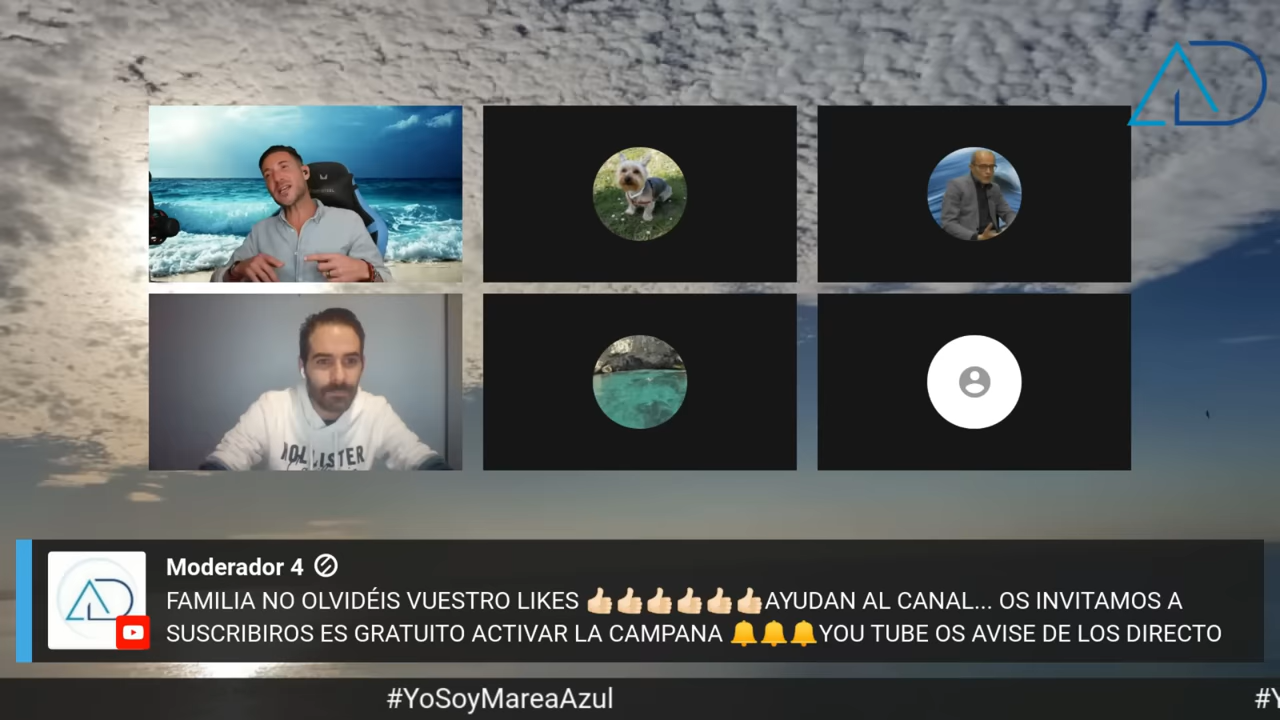 HOLLISTER
Moderador 4
FAMILIA NO OLVIDÉIS VUESTRO LIKES 👍🏻👍🏻👍🏻👍🏻👍🏻👍🏻AYUDAN AL CANAL... OS INVITAMOS A
SUSCRIBIROS ES GRATUITO ACTIVAR LA CAMPANA 🔔🔔🔔YOU TUBE OS AVISE DE LOS DIRECTO
#YoSoyMareaAzul #Y